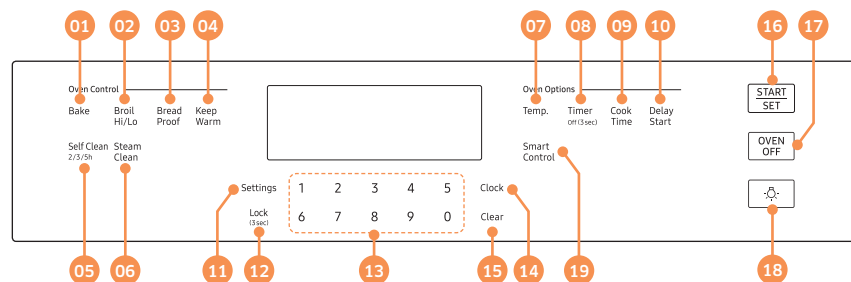 01 02 03 04 07 08 09 10 16 17
Oven Control Oven Options
Bake Broil Bread Keep Temp. Timer Cook Delay START
Hi/Lo Proof Warm Off (3 sec) Time Start SET
Self Clean Steam Smart OVEN
2/3/5h Clean Control OFF
Settings 1 2 3 4 5 Clock
Lock 6 7 8 9 0 Clear
(3 sec)
05 06 11 12 13 15 14 19 18